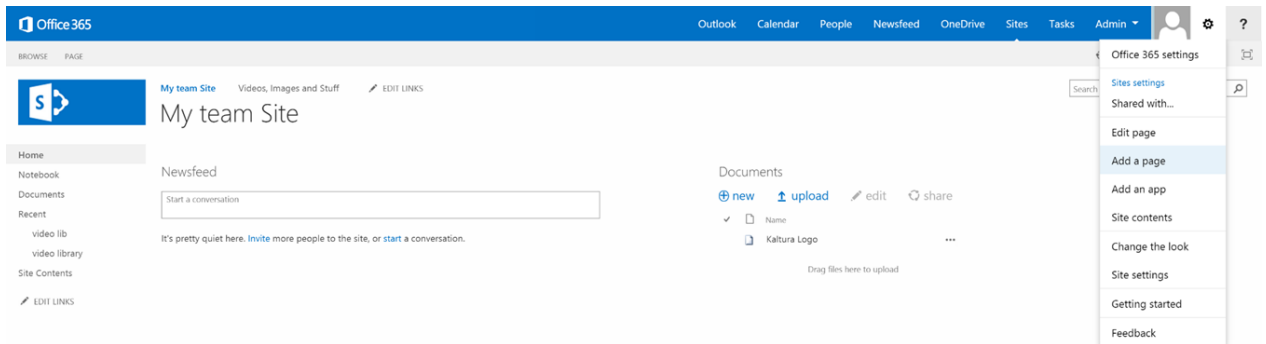 Office 365 Outlook Calendar People Newsfeed OneDrive Sites Tasks Admin ?
BROWSE PAGE
Office 365 settings
S
My team Site Videos, Images and Stuff EDIT LINKS
Sites settings
Search
My team Site
Shared with...
Edit page
Home
Notebook
Documents
Recent
video lib
video library
Site Contents
EDIT LINKS
Newsfeed
Start a conversation
It's pretty quiet here. Invite more people to the site, or start a conversation.
Documents
new upload edit share
Name
Kaltura Logo ...
Drag files here to upload
Add a page
Add an app
Site contents
Change the look
Site settings
Getting started
Feedback